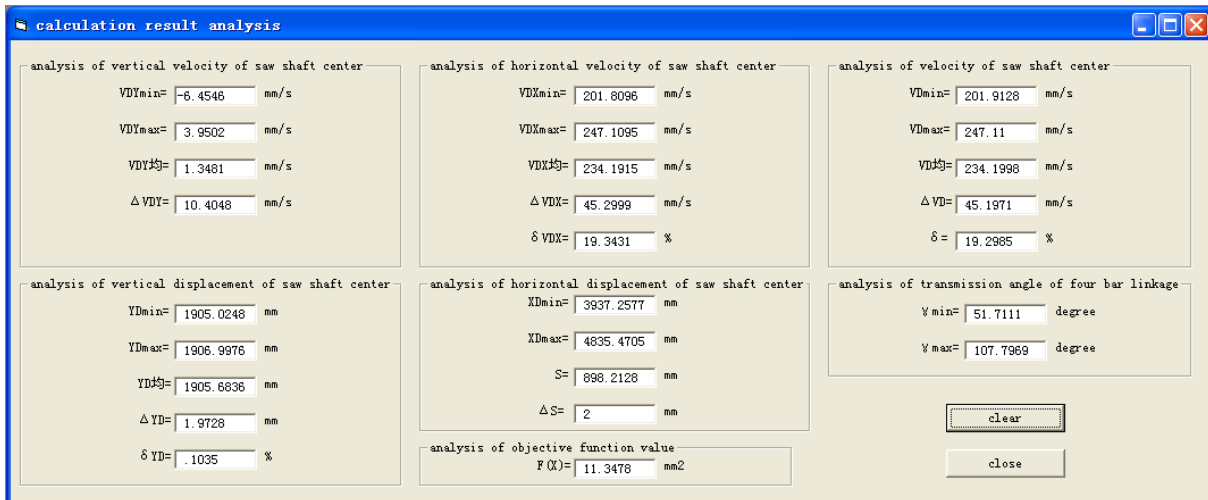 calculation result analysis
analysis of vertical velocity of saw shaft center
VDYmin= -6.4546 mm/s
VDYmax= 3.9502 mm/s
VDY均= 1.3481 mm/s
ΔVDY= 10.4048 mm/s
analysis of horizontal velocity of saw shaft center
VDXmin= 201.8096 mm/s
VDXmax= 247.1095 mm/s
VDX均= 234.1915 mm/s
ΔVDX= 45.2999 mm/s
δVDX= 19.3431 %
analysis of velocity of saw shaft center
VDmin= 201.9128 mm/s
VDmax= 247.11 mm/s
VD均= 234.1998 mm/s
ΔVD= 45.1971 mm/s
δ= 19.2985 %
analysis of vertical displacement of saw shaft center
YDmin= 1905.0248 mm
YDmax= 1906.9976 mm
YD均= 1905.6836 mm
ΔYD= 1.9728 mm
δYD= .1035 %
analysis of horizontal displacement of saw shaft center
XDmin= 3937.2577 mm
XDmax= 4835.4705 mm
S= 898.2128 mm
ΔS= 2 mm
analysis of objective function value
F(X)= 11.3478 mm2
analysis of transmission angle of four bar linkage
γmin= 51.7111 degree
γmax= 107.7969 degree
clear
close